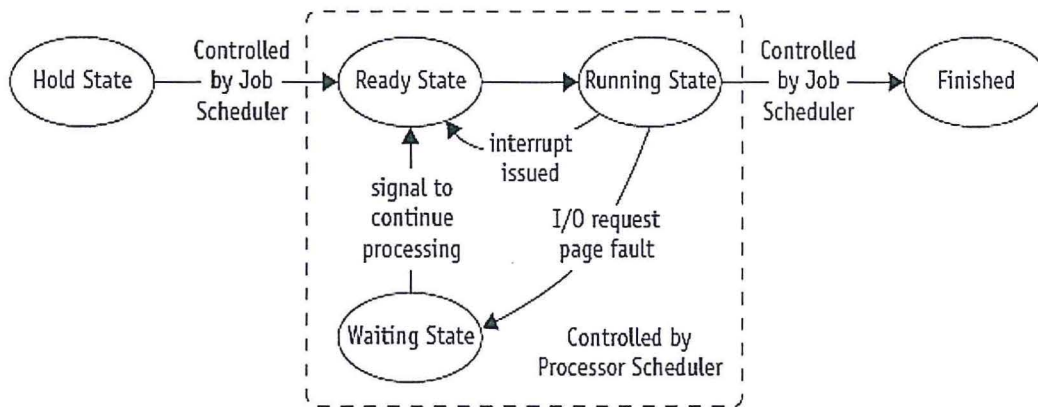 Hold State
Controlled
by Job
Scheduler
Ready State
Running State
Controlled
by Job
Scheduler
Finished
interrupt
issued
signal to
continue
processing
I/O request
page fault
Waiting State
Controlled by
Processor Scheduler